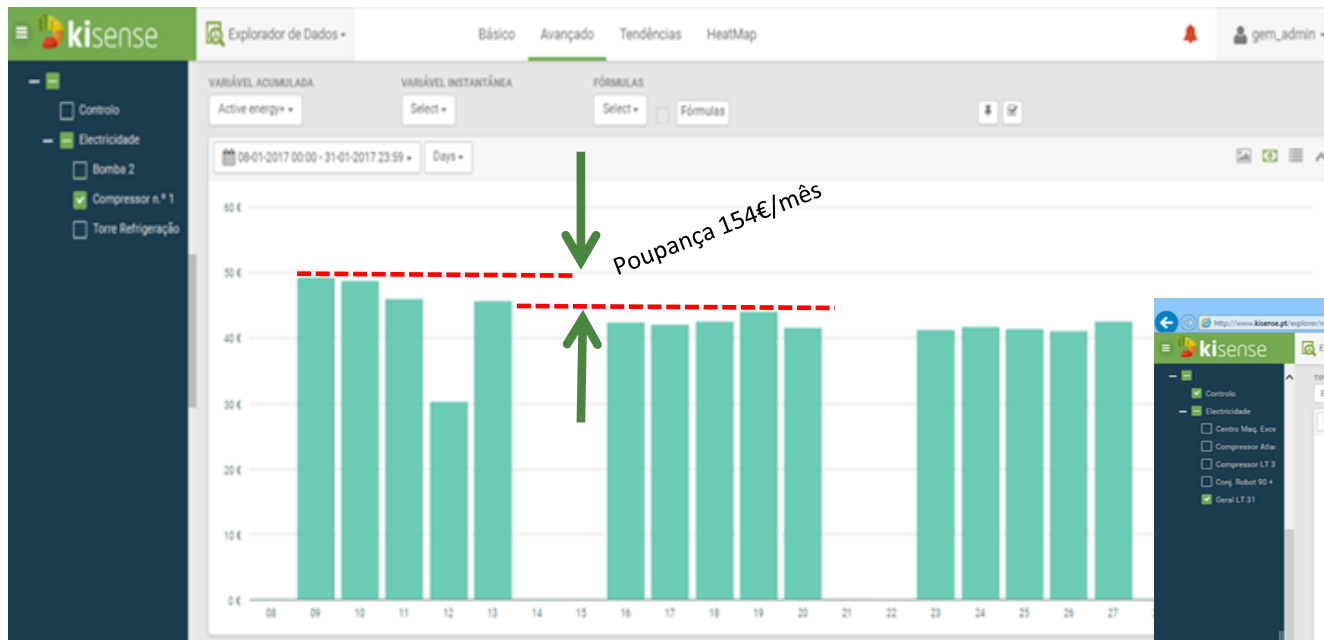 kisense
Explorador de Dados
Básico
Avançado
Tendências
HeatMap
gem_admin
VARIÁVEL ACUMULADA
VARIÁVEL INSTANTÂNEA
FÓRMULAS
Active energy+
Select
Select
Fórmulas
Controlo
Electricidade
Bomba 2
Compressor n.º 1
Torre Refrigeração
08-01-2017 00:00 - 31-01-2017 23:59
Days
Poupança 154€/mês
60 €
50 €
40 €
30 €
20 €
10 €
0 €
08 09 10 11 12 13 14 15 16 17 18 19 20 21 22 23 24 25 26 27
http://www.kisense.pt/explorer/
kisense
Controlo
Electricidade
Centro Maq. Exce
Compressor Atla
Compressor LT 3
Conj. Robot 90 +
Geral LT 31